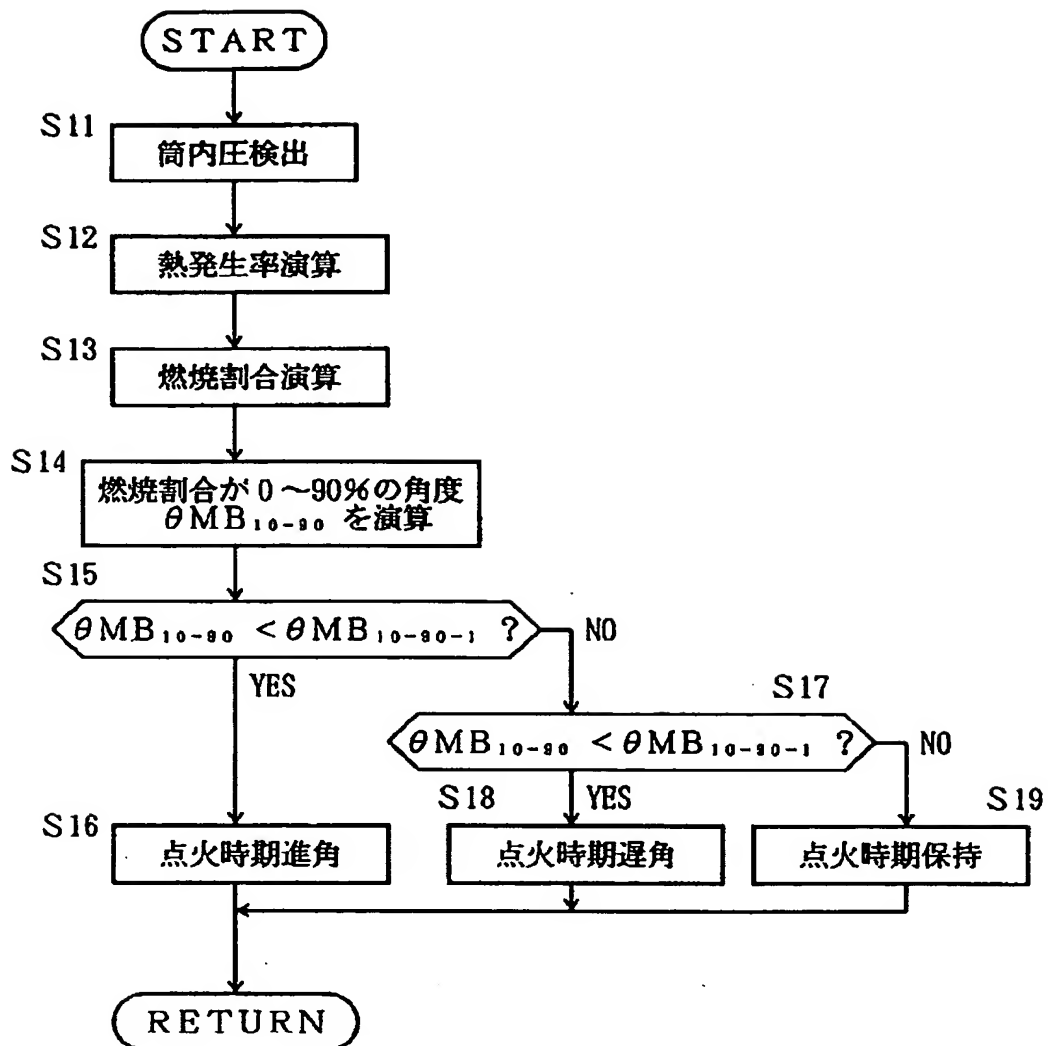 START
S11
筒内圧検出
S12
熱発生率演算
S13
燃焼割合演算
S14
燃焼割合が0~90%の角度
θMB₁₀₋₉₀を演算
S15
θMB₁₀₋₉₀ < θMB₁₀₋₉₀₋₁ ?
NO
YES
S17
θMB₁₀₋₉₀ < θMB₁₀₋₉₀₋₁ ?
NO
YES
S16
点火時期進角
S18
点火時期遅角
S19
点火時期保持
RETURN